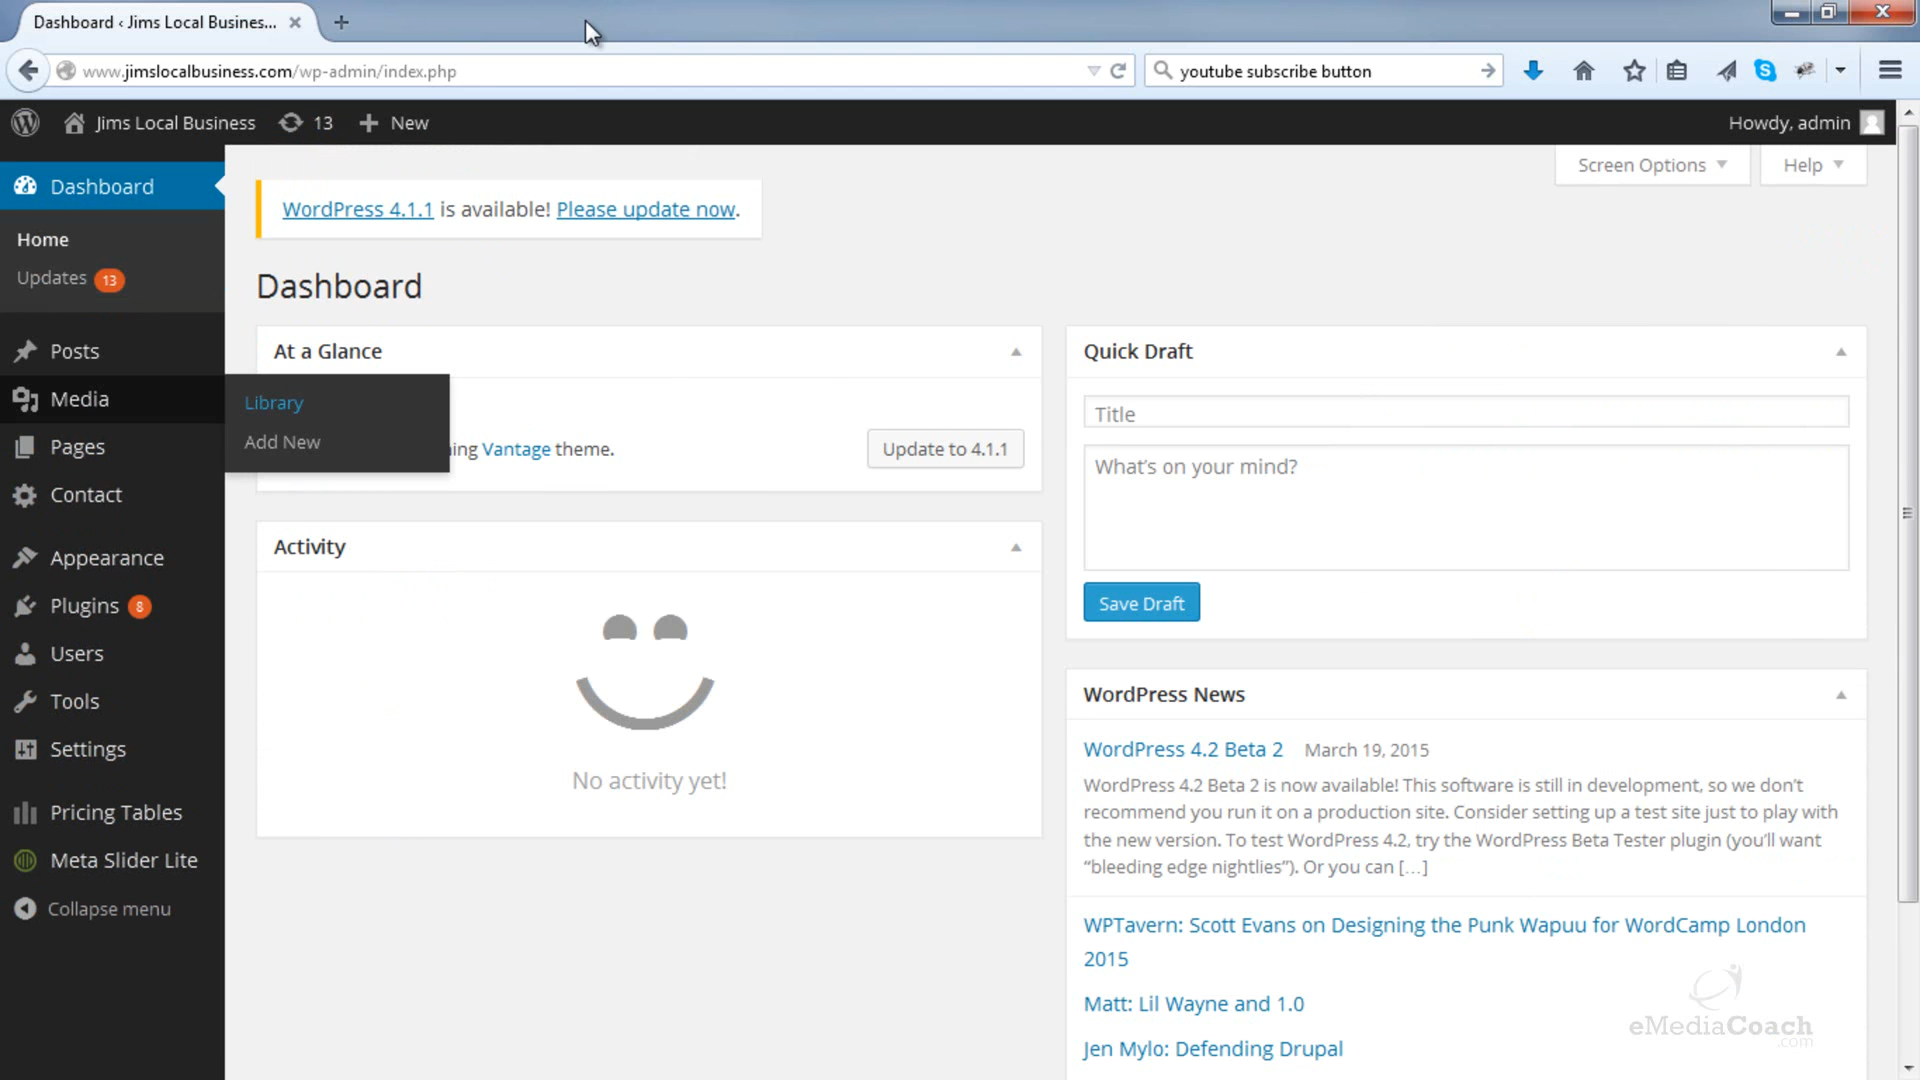 Dashboard ‹ Jims Local Busines...
www.jimslocalbusiness.com/wp-admin/index.php
youtube subscribe button
Jims Local Business
13
New
Howdy, admin
Screen Options
Help
Dashboard
Home
Updates 13
Posts
Media
Library
Add New
Pages
Contact
Appearance
Plugins 8
Users
Tools
Settings
Pricing Tables
Meta Slider Lite
Collapse menu
WordPress 4.1.1 is available! Please update now.
Dashboard
At a Glance
ing Vantage theme.
Update to 4.1.1
Activity
No activity yet!
Quick Draft
Title
What's on your mind?
Save Draft
WordPress News
WordPress 4.2 Beta 2 March 19, 2015
WordPress 4.2 Beta 2 is now available! This software is still in development, so we don't
recommend you run it on a production site. Consider setting up a test site just to play with
the new version. To test WordPress 4.2, try the WordPress Beta Tester plugin (you'll want
“bleeding edge nightlies”). Or you can […]
WPTavern: Scott Evans on Designing the Punk Wapuu for WordCamp London
2015
Matt: Lil Wayne and 1.0
Jen Mylo: Defending Drupal
eMediaCoach
.com